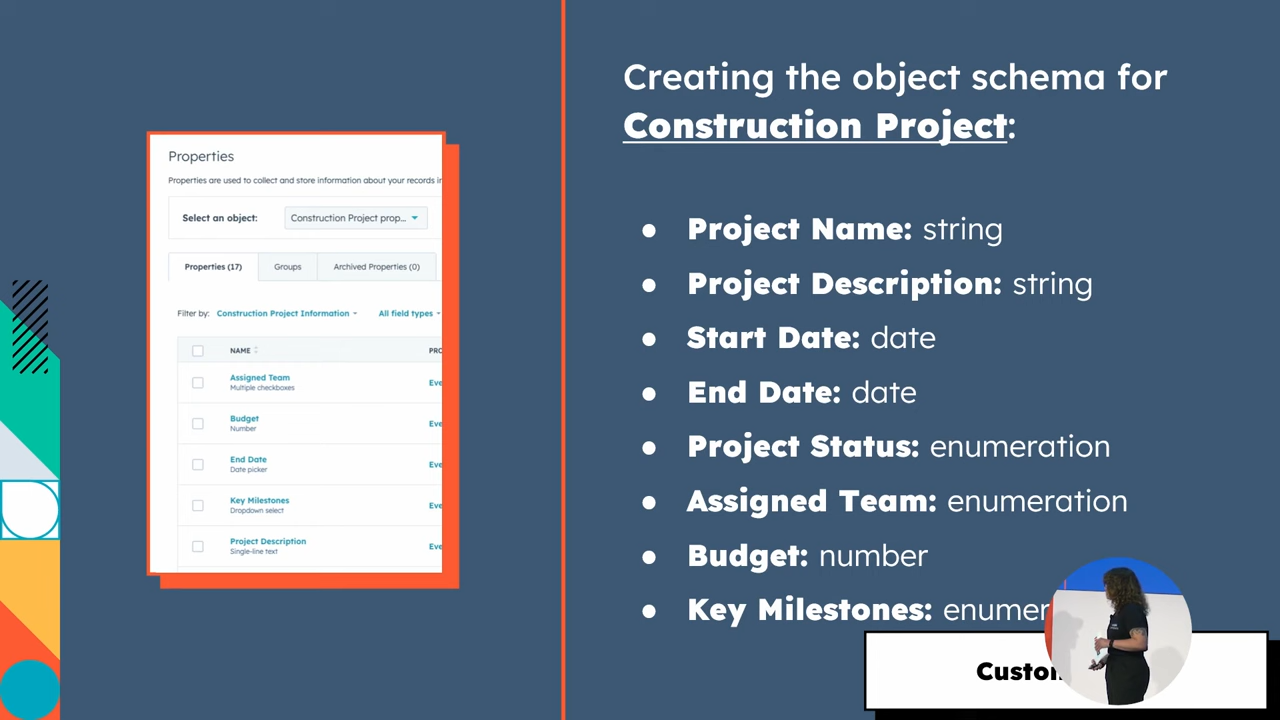 Creating the object schema for
Construction Project:
Properties
Properties are used to collect and store information about your records
Select an object: Construction Project prop...
Properties (17) Groups Archived Properties (0)
Filter by: Construction Project Information All field types
NAME
Assigned Team
Multiple checkboxes
Budget
Number
End Date
Date picker
Key Milestones
Dropdown select
Project Description
Single-line text
● Project Name: string
● Project Description: string
● Start Date: date
● End Date: date
● Project Status: enumeration
● Assigned Team: enumeration
● Budget: number
● Key Milestones: